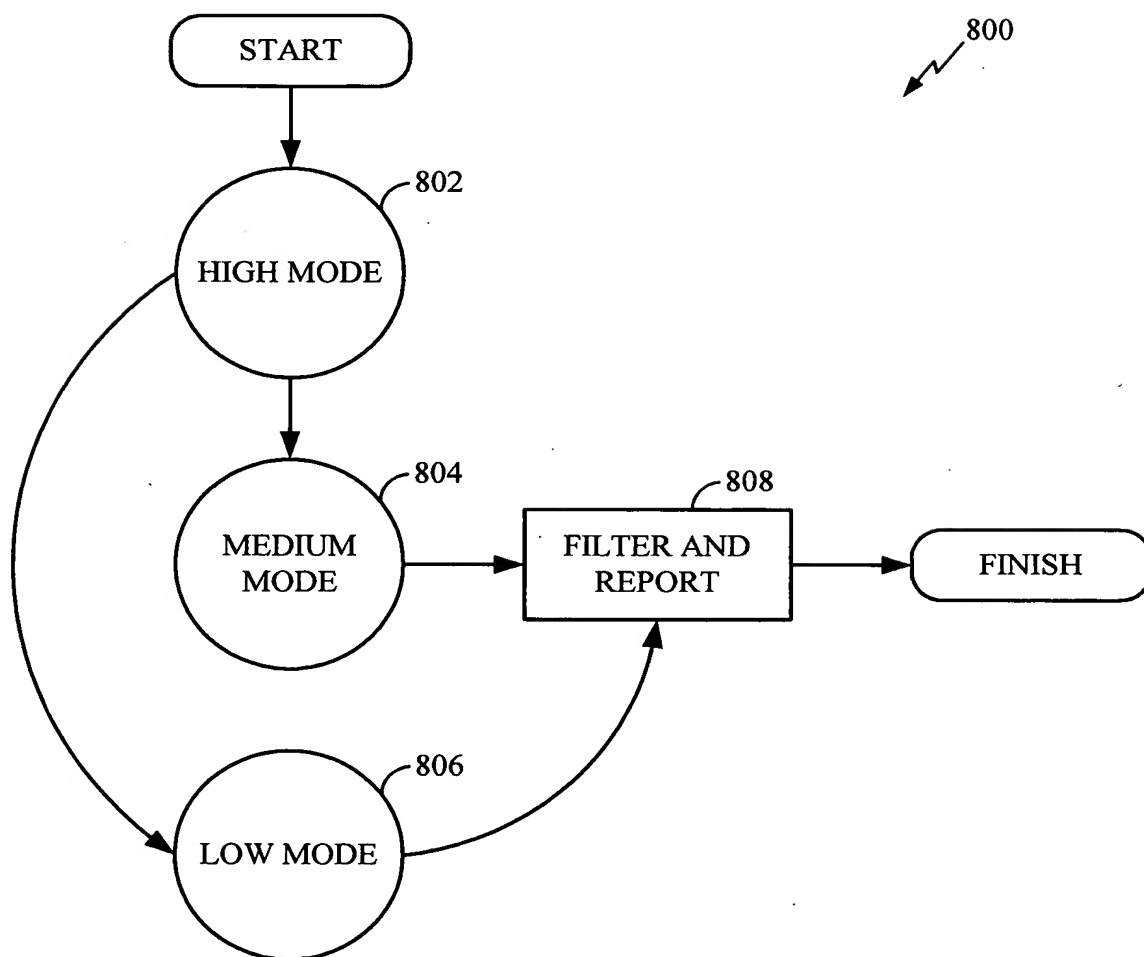 START
800
802
HIGH MODE
804
MEDIUM
MODE
808
FILTER AND
REPORT
FINISH
806
LOW MODE